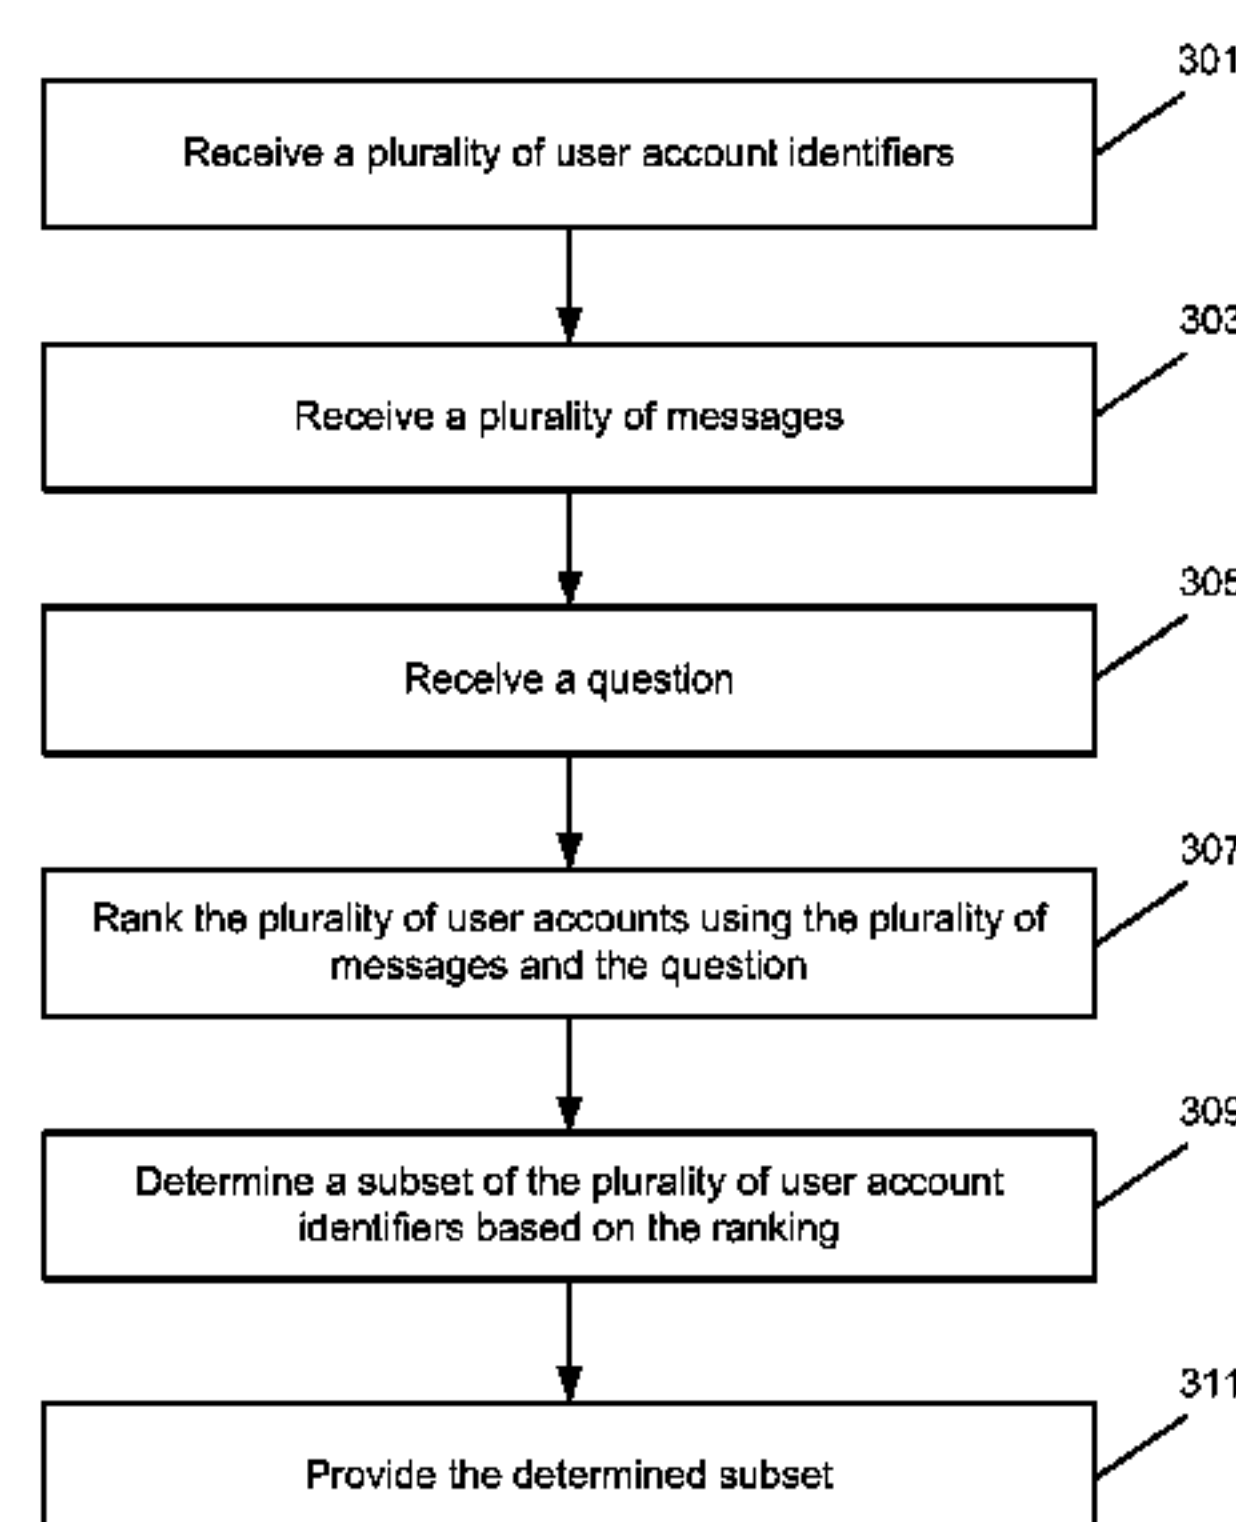 301
Receive a plurality of user account identifiers
303
Receive a plurality of messages
305
Receive a question
307
Rank the plurality of user accounts using the plurality of
messages and the question
309
Determine a subset of the plurality of user account
identifiers based on the ranking
311
Provide the determined subset